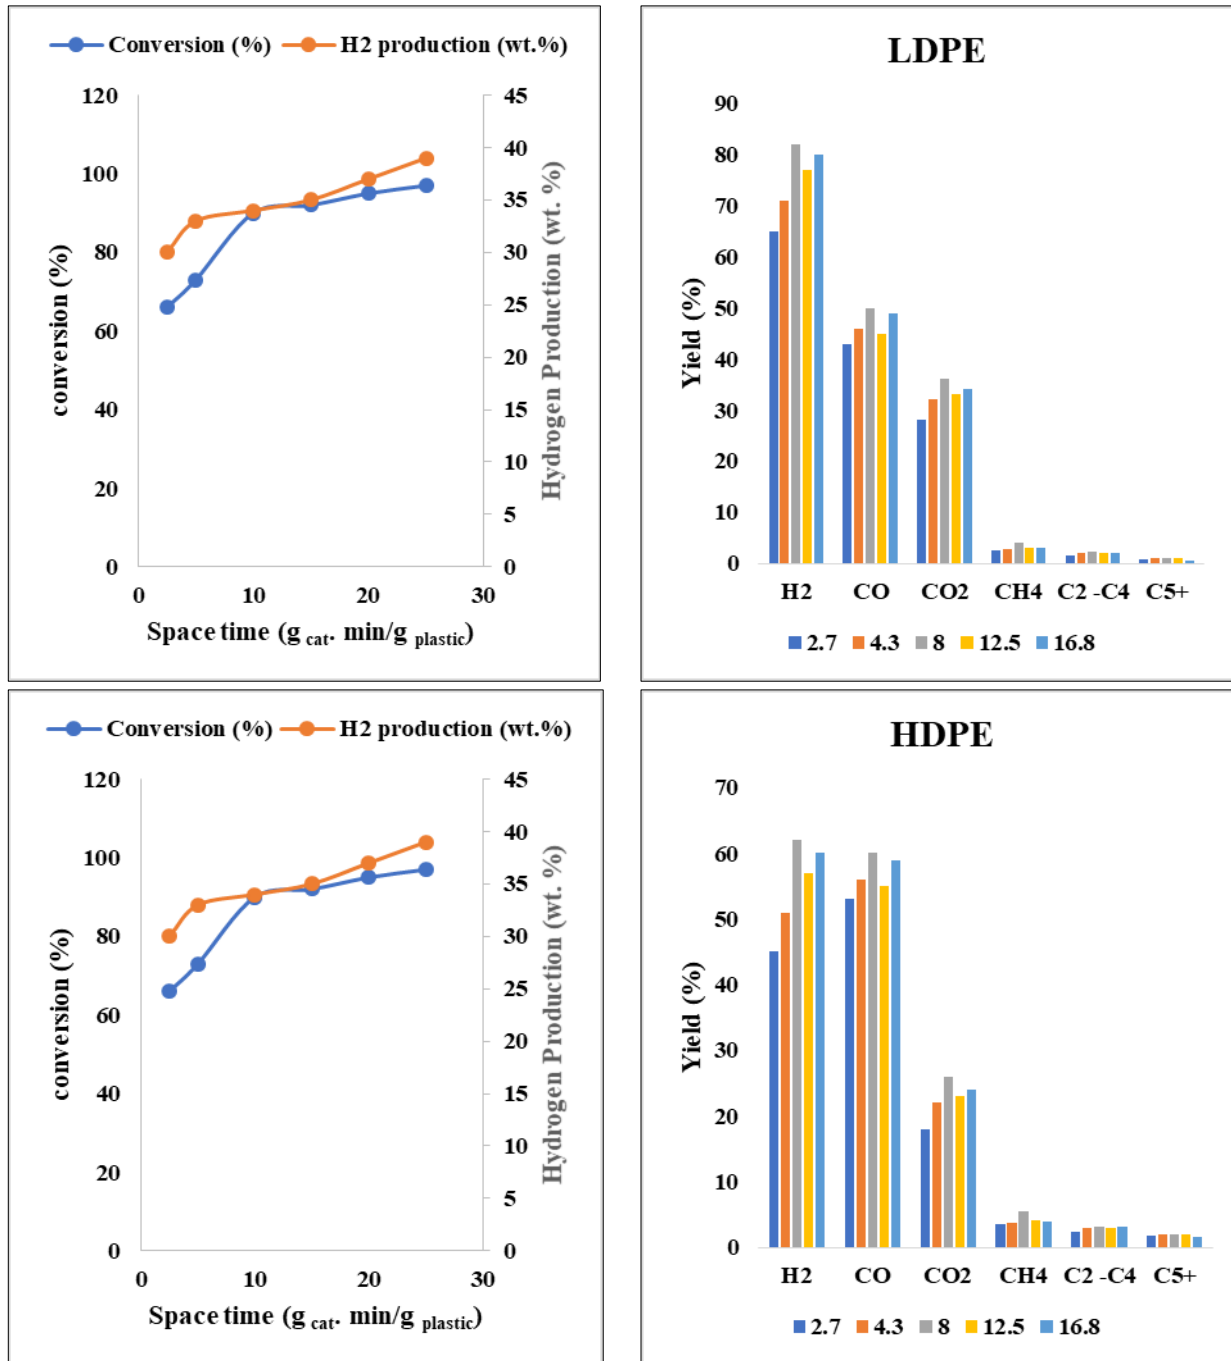 Conversion (%) H2 production (wt.%)
120
100
80
60
40
20
0
conversion (%)
45
40
35
30
25
20
15
10
5
0
Hydrogen Production (wt. %)
0 10 20 30
Space time (g cat. min/g plastic)
LDPE
90
80
70
60
50
40
30
20
10
0
Yield (%)
H2 CO CO2 CH4 C2 -C4 C5+
2.7 4.3 8 12.5 16.8
Conversion (%) H2 production (wt.%)
120
100
80
60
40
20
0
conversion (%)
45
40
35
30
25
20
15
10
5
0
Hydrogen Production (wt. %)
0 10 20 30
Space time (g cat. min/g plastic)
HDPE
70
60
50
40
30
20
10
0
Yield (%)
H2 CO CO2 CH4 C2 -C4 C5+
2.7 4.3 8 12.5 16.8